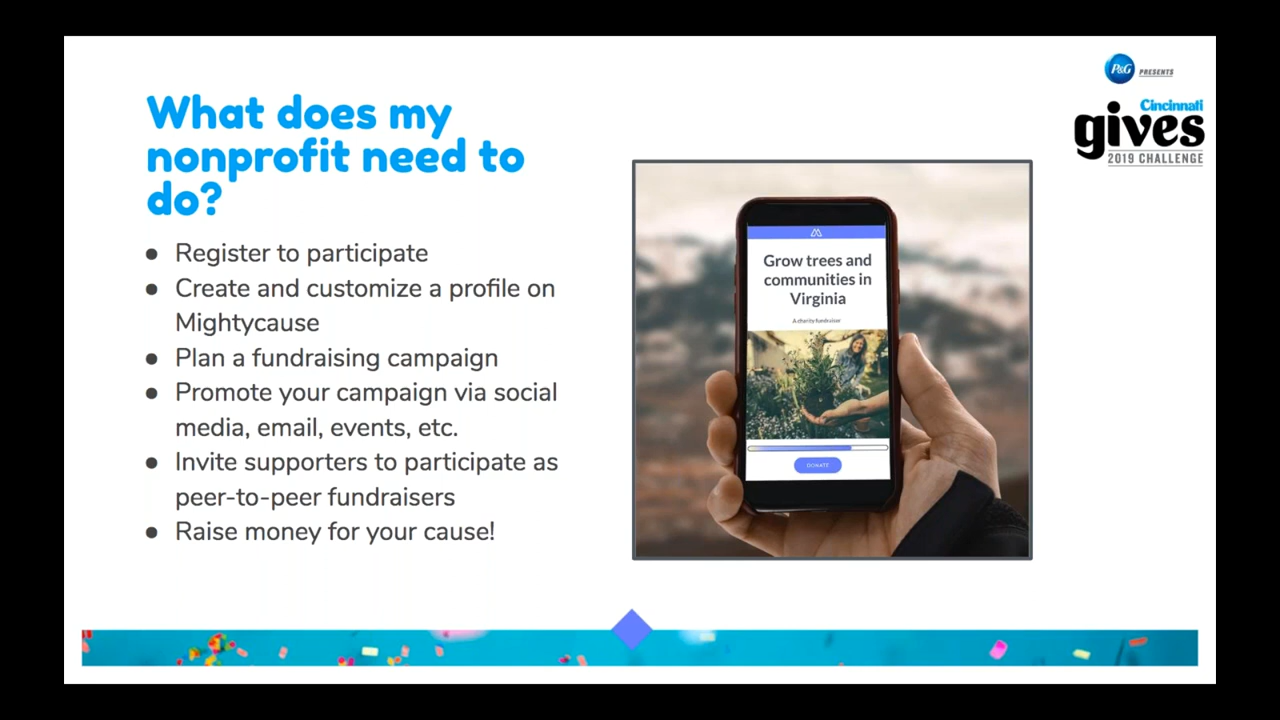 What does my
nonprofit need to
do?
● Register to participate
● Create and customize a profile on
Mightycause
● Plan a fundraising campaign
● Promote your campaign via social
media, email, events, etc.
● Invite supporters to participate as
peer-to-peer fundraisers
● Raise money for your cause!
P&G PRESENTS
Cincinnati
gives
2019 CHALLENGE
Grow trees and
communities in
Virginia
A charity fundraiser
DONATE